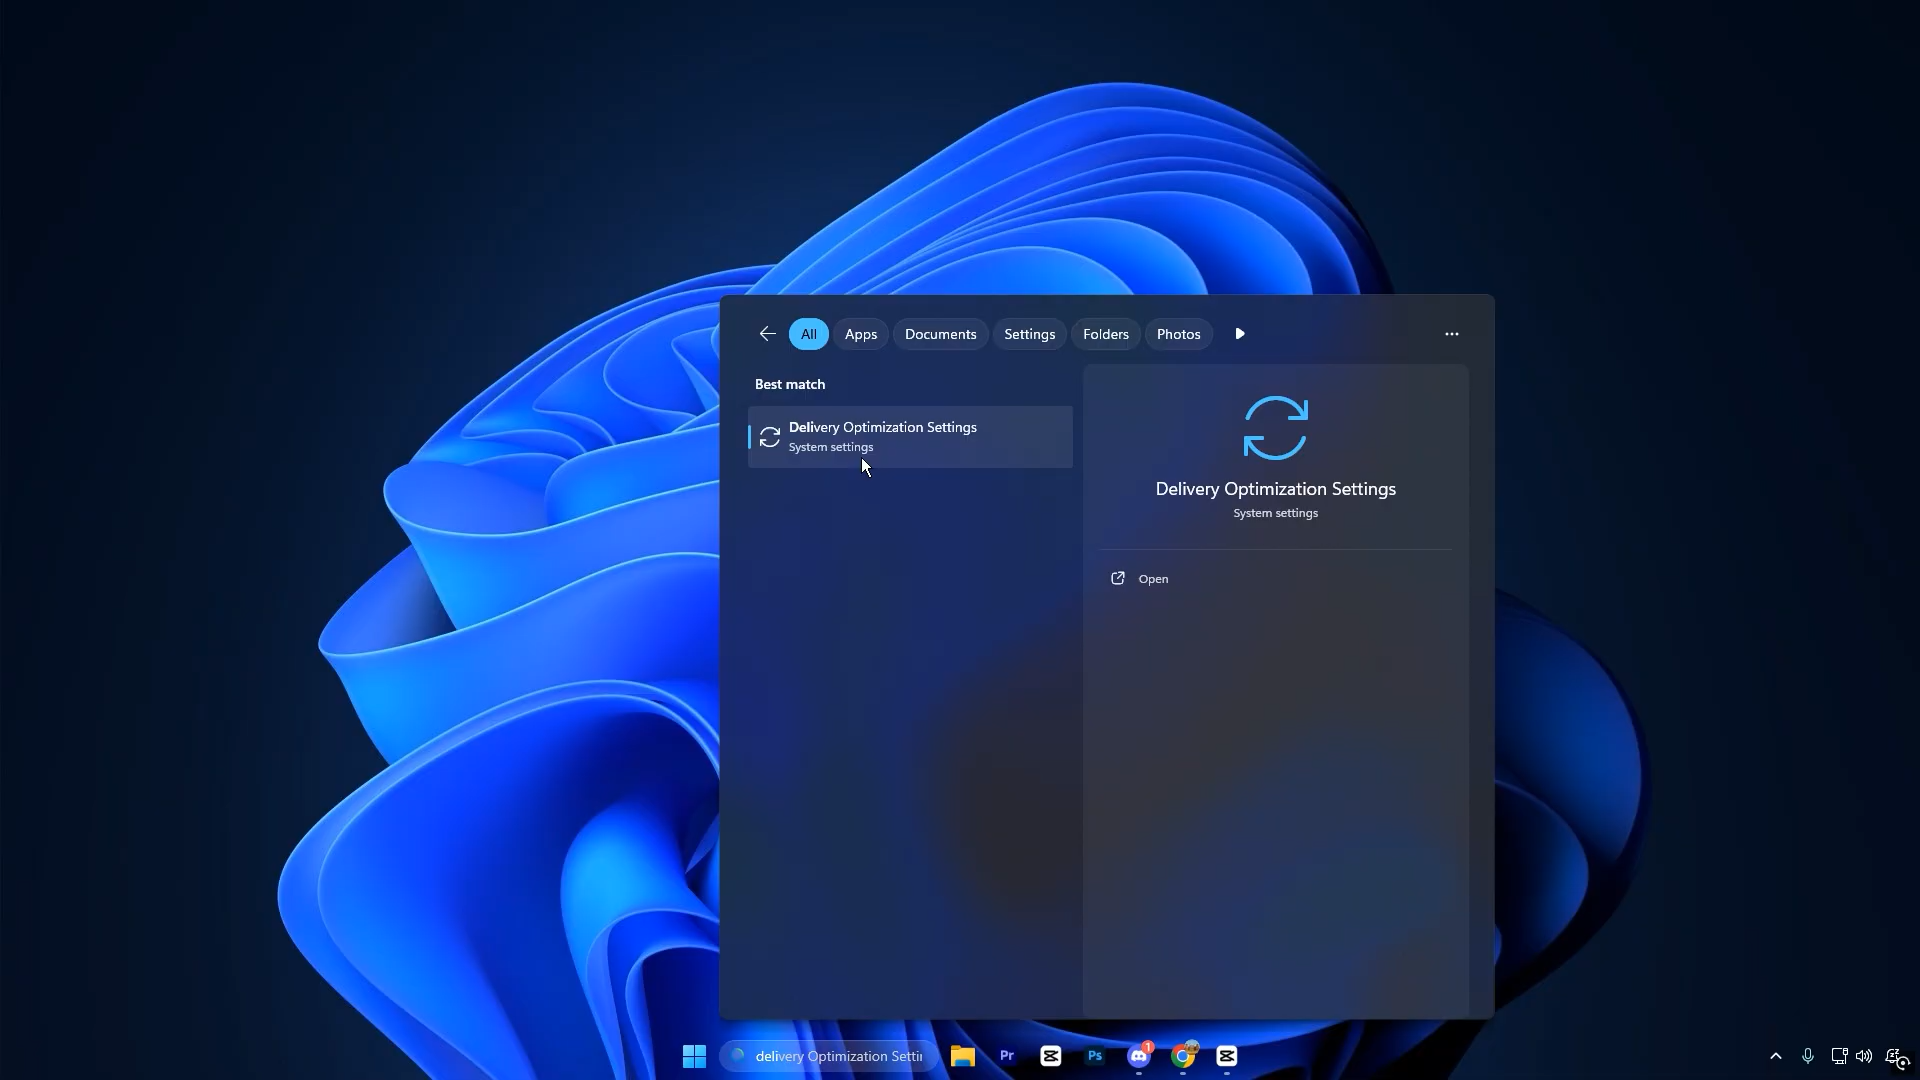 All
Apps
Documents
Settings
Folders
Photos
Best match
Delivery Optimization Settings
System settings
Delivery Optimization Settings
System settings
Open
delivery Optimization Settin
Pr
Ps
1